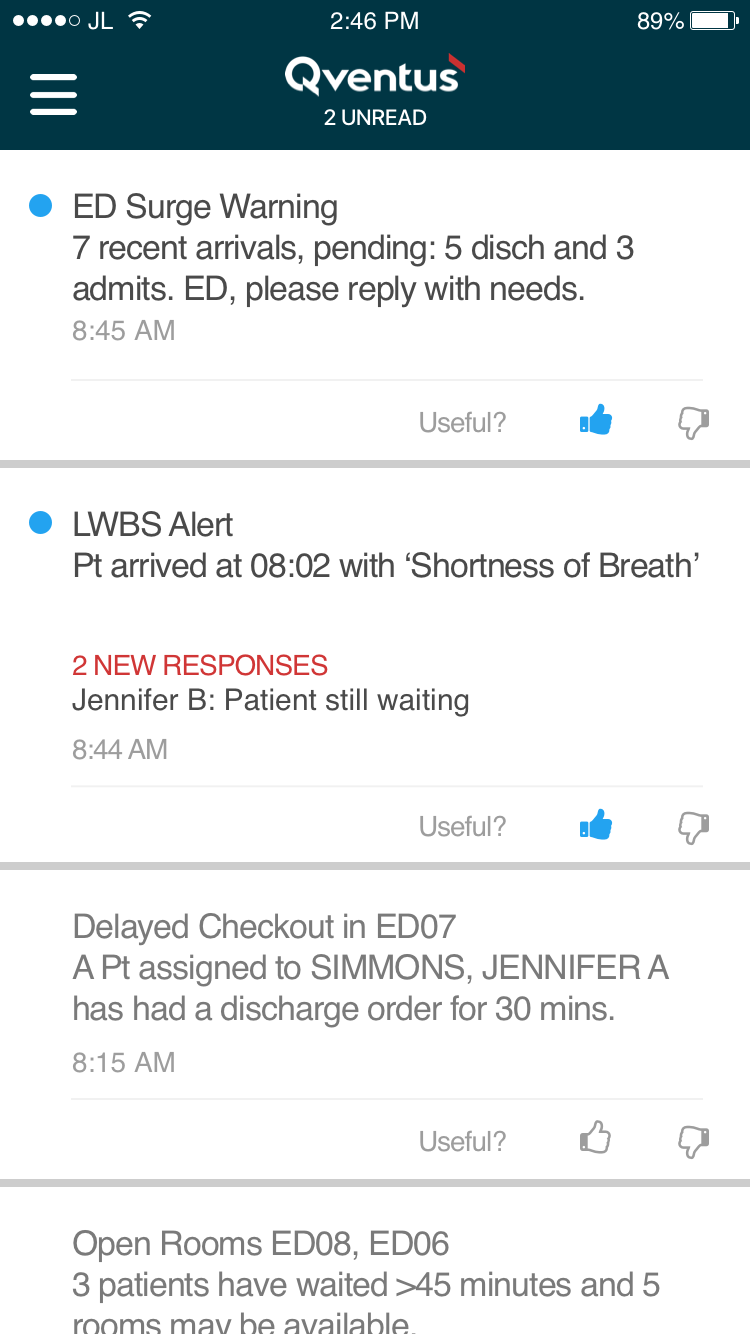 JL 2:46 PM 89%
Qventus
2 UNREAD
ED Surge Warning
7 recent arrivals, pending: 5 disch and 3
admits. ED, please reply with needs.
8:45 AM
Useful?
LWBS Alert
Pt arrived at 08:02 with ‘Shortness of Breath’
2 NEW RESPONSES
Jennifer B: Patient still waiting
8:44 AM
Useful?
Delayed Checkout in ED07
A Pt assigned to SIMMONS, JENNIFER A
has had a discharge order for 30 mins.
8:15 AM
Useful?
Open Rooms ED08, ED06
3 patients have waited >45 minutes and 5
rooms may be available.